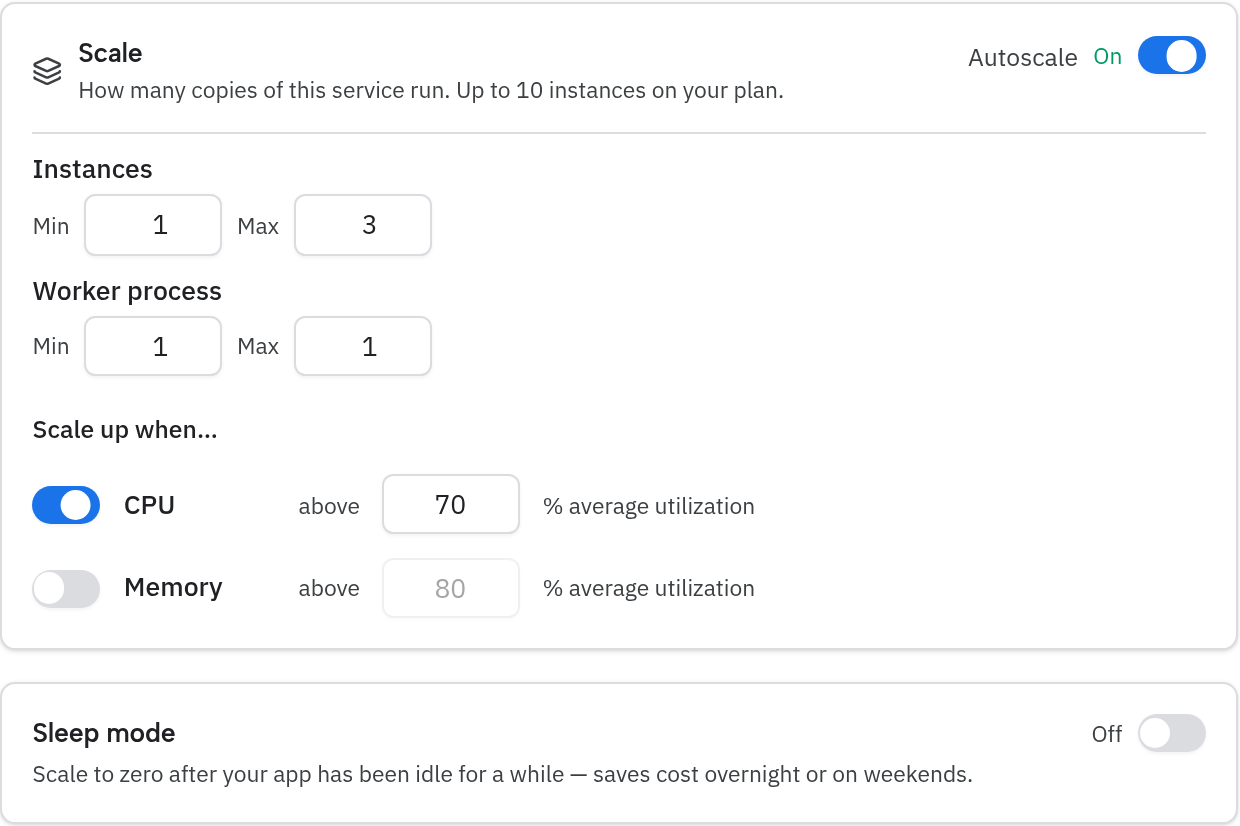 Scale
Autoscale On
How many copies of this service run. Up to 10 instances on your plan.
Instances
Min 1 Max 3
Worker process
Min 1 Max 1
Scale up when...
CPU above 70 % average utilization
Memory above 80 % average utilization
Sleep mode
Off
Scale to zero after your app has been idle for a while — saves cost overnight or on weekends.